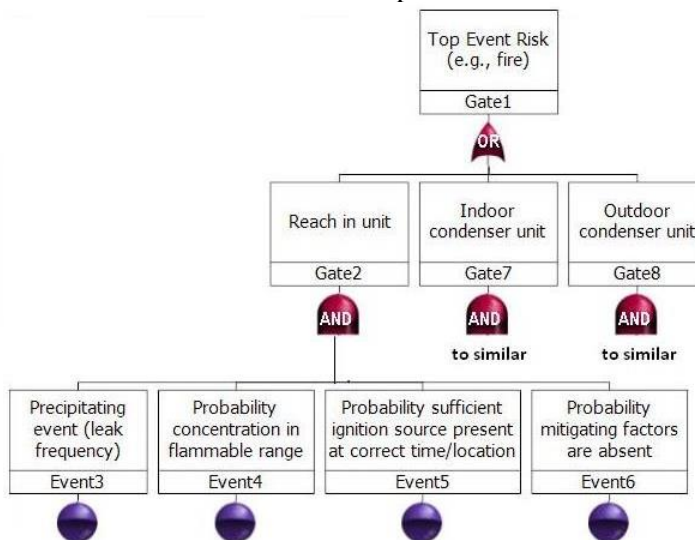 Top Event Risk
(e.g., fire)
Gate1
OR
Reach in unit
Gate2
Indoor
condenser unit
Gate7
Outdoor
condenser unit
Gate8
AND
AND
AND
to similar
to similar
Precipitating
event (leak
frequency)
Event3
Probability
concentration in
flammable range
Event4
Probability sufficient
ignition source present
at correct time/location
Event5
Probability
mitigating factors
are absent
Event6